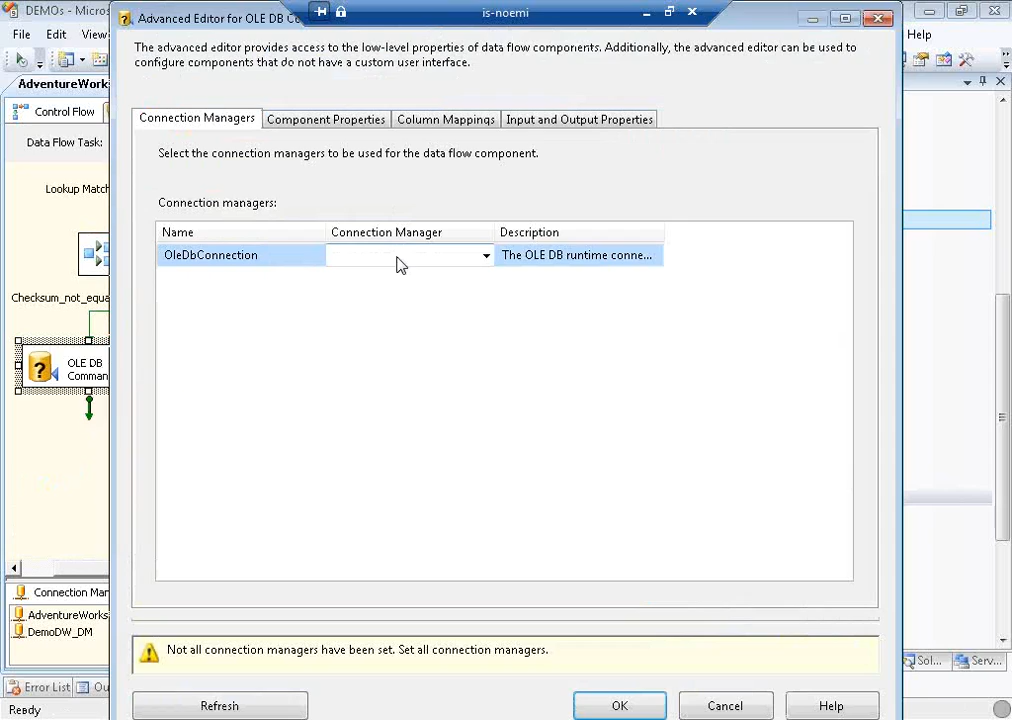 DEMOs - Micros
Advanced Editor for OLE DB Co
is-noemi
File Edit View
Help
The advanced editor provides access to the low-level properties of data flow components. Additionally, the advanced editor can be used to
configure components that do not have a custom user interface.
AdventureWork
Control Flow
Connection Managers Component Properties Column Mappings Input and Output Properties
Data Flow Task:
Select the connection managers to be used for the data flow component.
Lookup Match
Connection managers:
Name Connection Manager Description
OleDbConnection The OLE DB runtime conne...
Checksum_not_equa
OLE DB
Comman
Connection Man
AdventureWorks
DemoDW_DM
Not all connection managers have been set. Set all connection managers.
Error List Ou
Sol... Serv...
Ready
Refresh OK Cancel Help